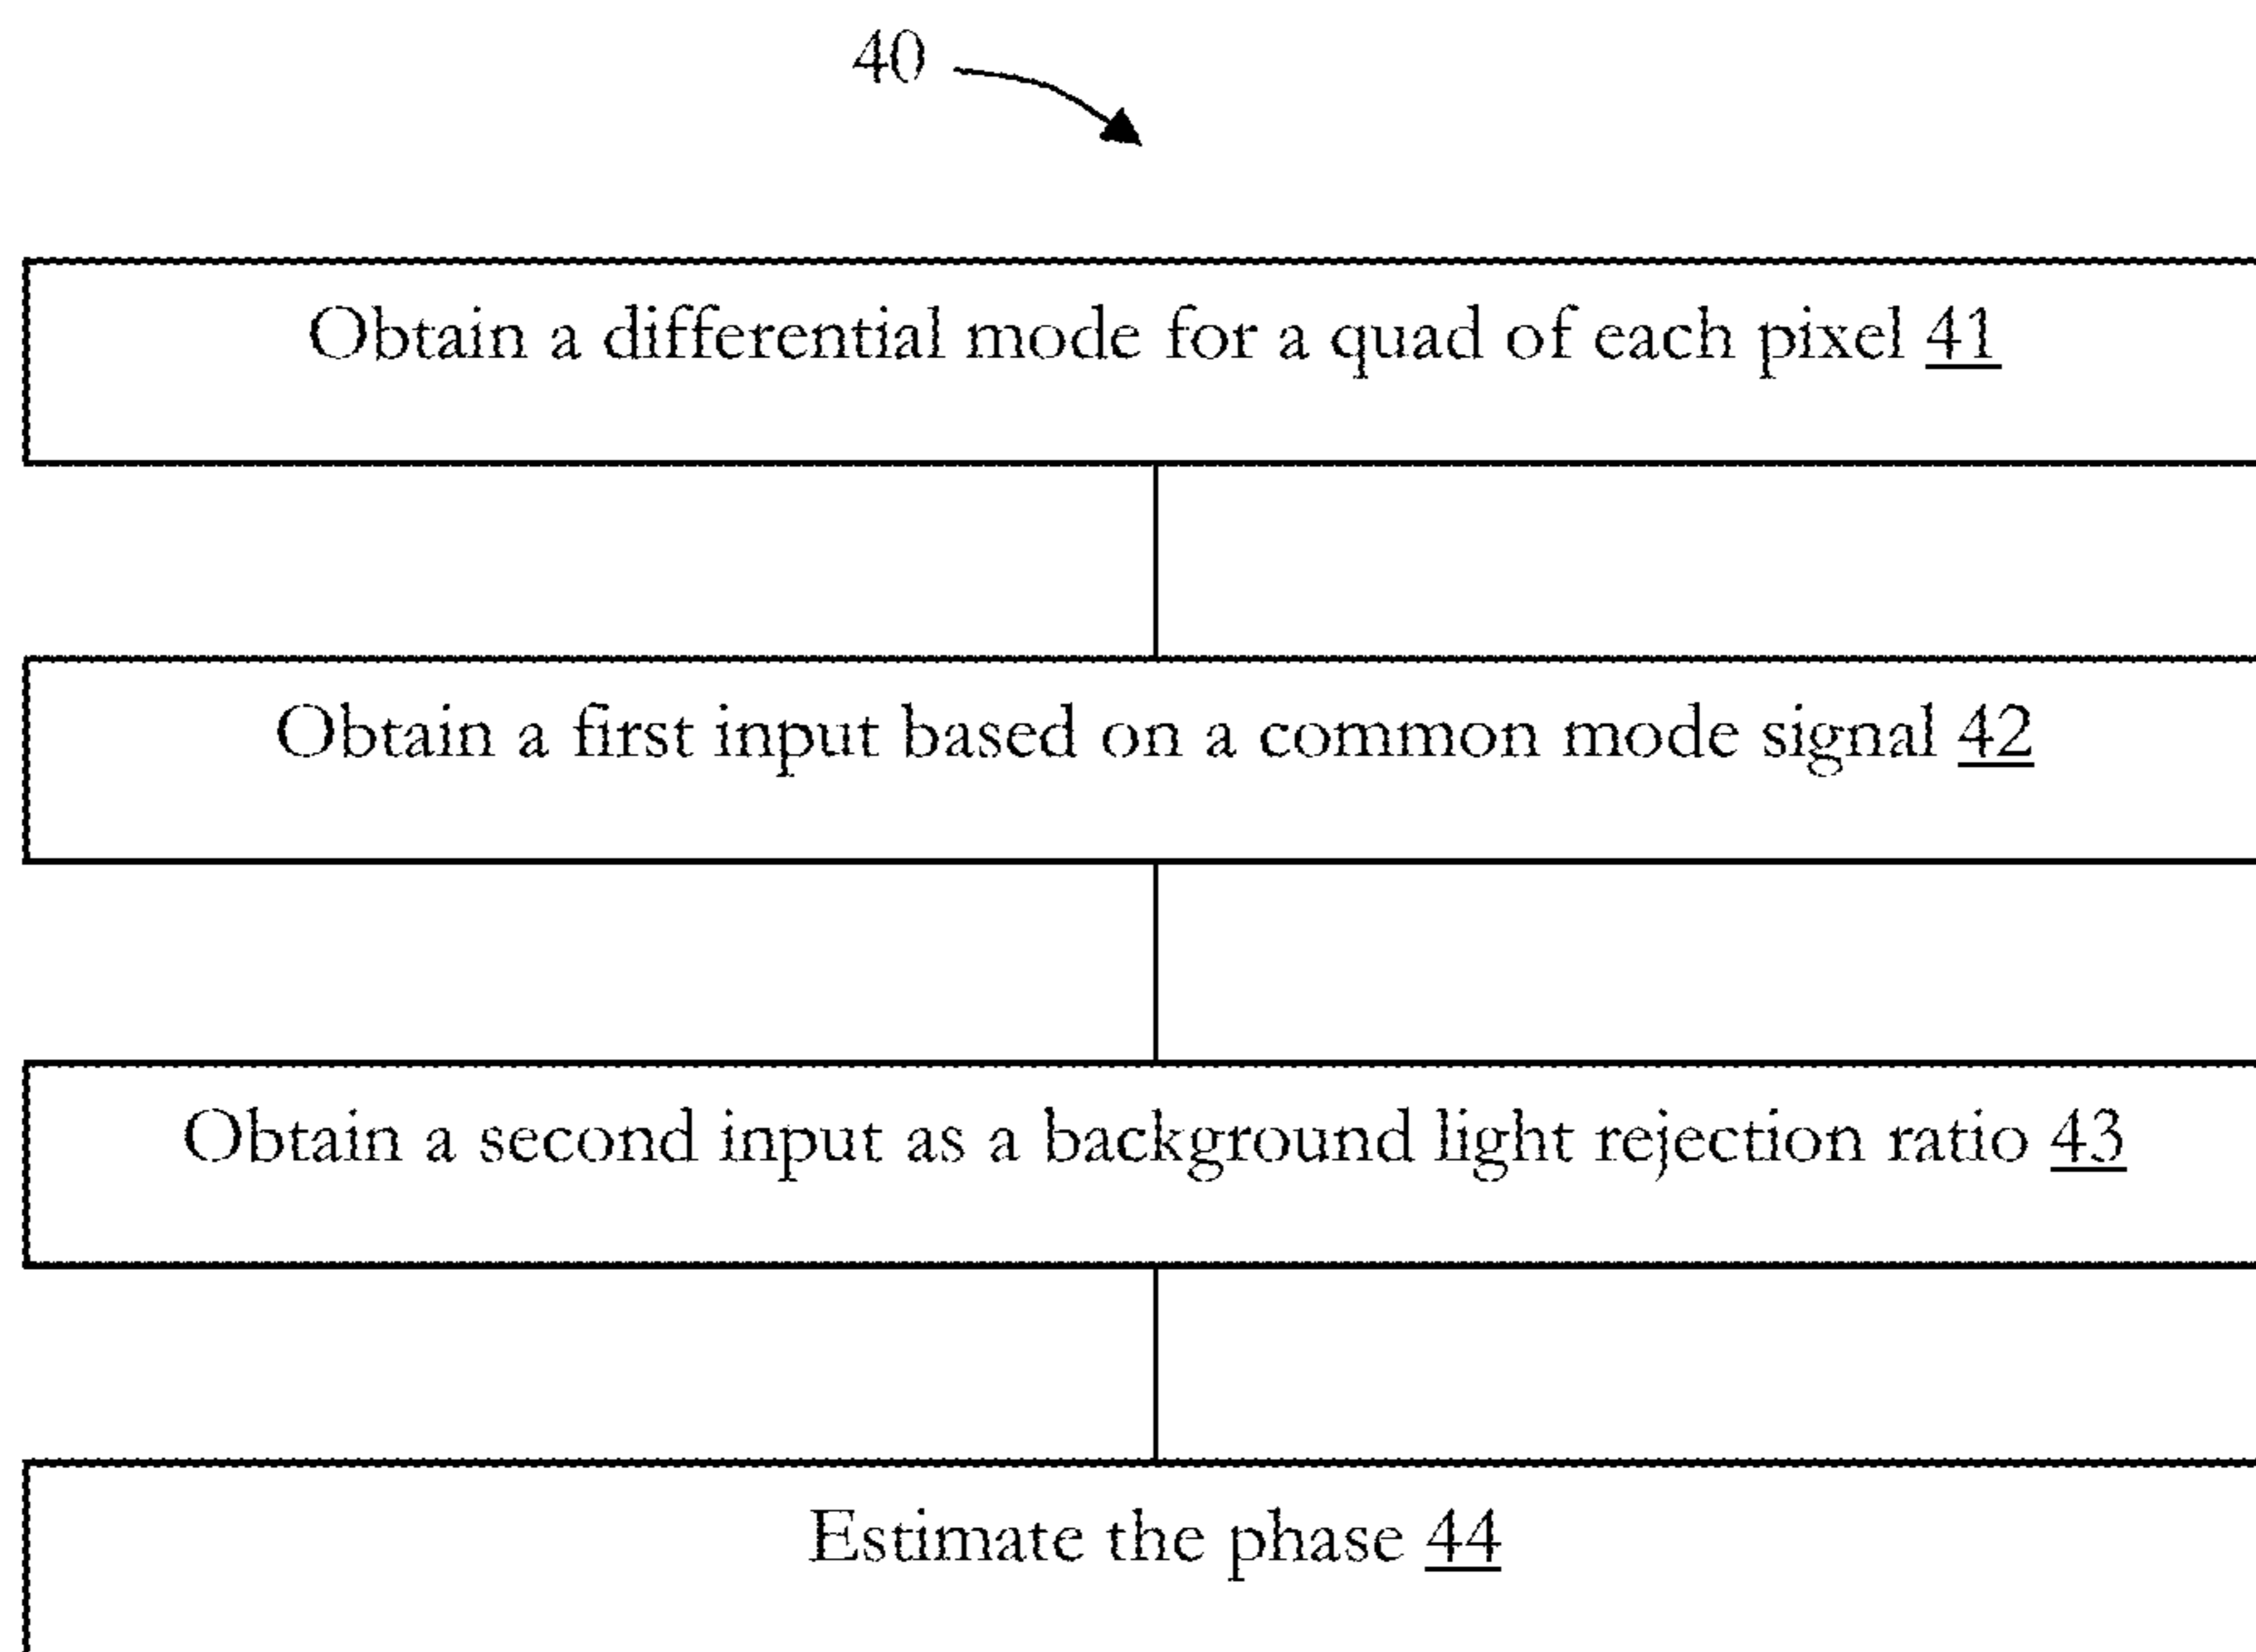 40
Obtain a differential mode for a quad of each pixel 41
Obtain a first input based on a common mode signal 42
Obtain a second input as a background light rejection ratio 43
Estimate the phase 44